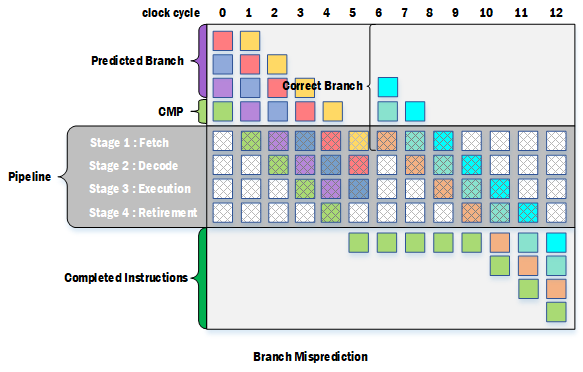 clock cycle 0 1 2 3 4 5 6 7 8 9 10 11 12
Predicted Branch
Correct Branch
CMP
Stage 1 : Fetch
Stage 2 : Decode
Pipeline
Stage 3 : Execution
Stage 4 : Retirement
Completed Instructions
Branch Misprediction